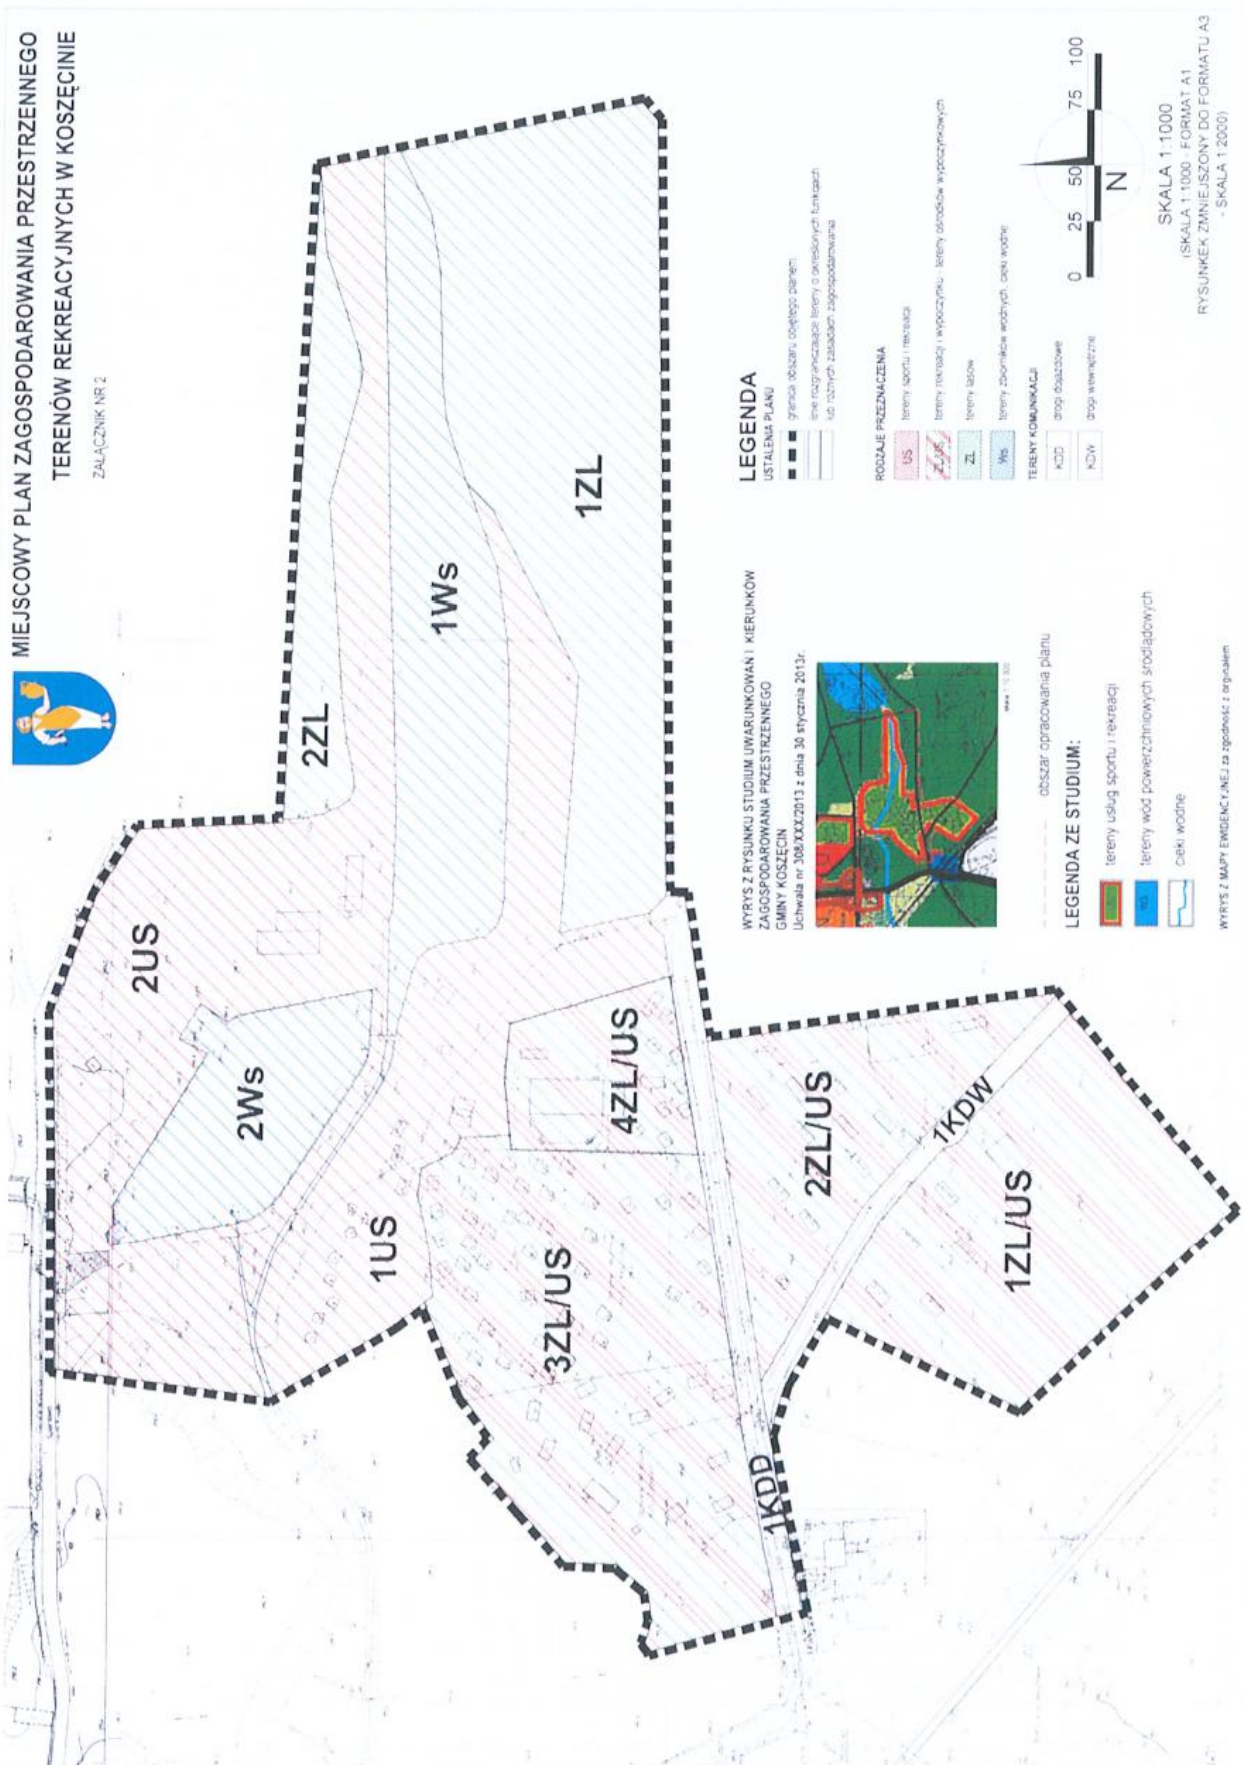 MIEJSCOWY PLAN ZAGOSPODAROWANIA PRZESTRZENNEGO
TERENÓW REKREACYJNYCH W KOSZĘCINIE
ZAŁĄCZNIK NR 2
2US
2ZL
1Ws
1ZL
2Ws
1US
4ZL/US
3ZL/US
2ZL/US
1KDW
1ZL/US
1KDD
WYRYS Z RYSUNKU STUDIUM UWARUNKOWAŃ I KIERUNKÓW
ZAGOSPODAROWANIA PRZESTRZENNEGO
GMINY KOSZĘCIN
Uchwała nr 308/XXX/2013 z dnia 30 stycznia 2013r.
obszar opracowania planu
LEGENDA ZE STUDIUM:
tereny usług sportu i rekreacji
WS
tereny wód powierzchniowych śródlądowych
cieki wodne
WYRYS Z MAPY EWIDENCYJNEJ za zgodność z orginałem
LEGENDA
USTALENIA PLANU
granica obszaru objętego planem
linie rozgraniczające tereny o określonych funkcjach
lub różnych zasadach zagospodarowania
RODZAJE PRZEZNACZENIA
US
tereny sportu i rekreacji
ZL/US
tereny rekreacji i wypoczynku - tereny ośrodków wypoczynkowych
ZL
tereny lasów
Ws
tereny zbiorników wodnych, cieki wodne
TERENY KOMUNIKACJI
KDD
drogi dojazdowe
KDW
drogi wewnętrzne
0 25 50 75 100
N
SKALA 1:1000
(SKALA 1:1000 - FORMAT A1
RYSUNKEK ZMNIEJSZONY DO FORMATU A3
- SKALA 1:2000)